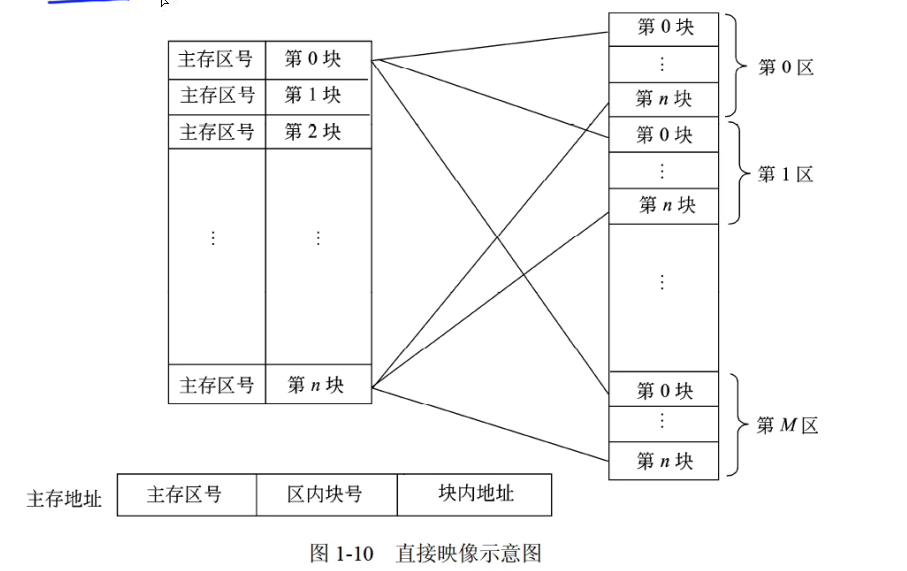 主存区号 第 0 块
主存区号 第 1 块
主存区号 第 2 块
⋮ ⋮
主存区号 第 n 块
第 0 块
⋮
第 n 块
第 0 区
第 0 块
⋮
第 n 块
第 1 区
⋮
第 0 块
⋮
第 n 块
第 M 区
主存地址 主存区号 区内块号 块内地址
图 1-10 直接映像示意图